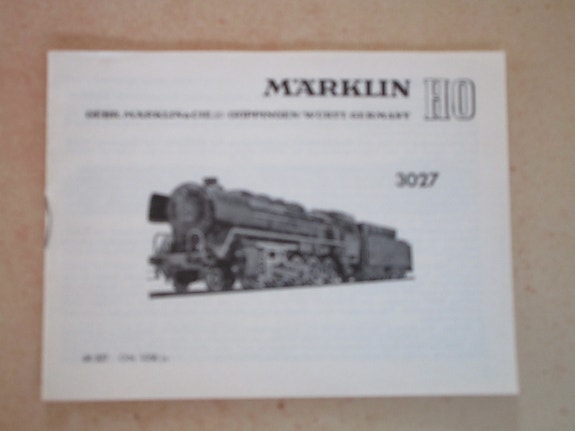 MÄRKLIN H0
GEBR. MÄRKLIN & CIE. GÖPPINGEN/WÜRTT. GERMANY
3027